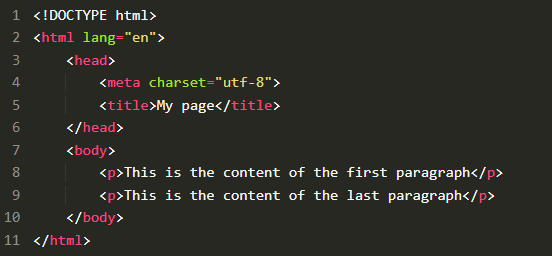 1 <!DOCTYPE html>
2 <html lang="en">
3     <head>
4         <meta charset="utf-8">
5         <title>My page</title>
6     </head>
7     <body>
8         <p>This is the content of the first paragraph</p>
9         <p>This is the content of the last paragraph</p>
10     </body>
11 </html>